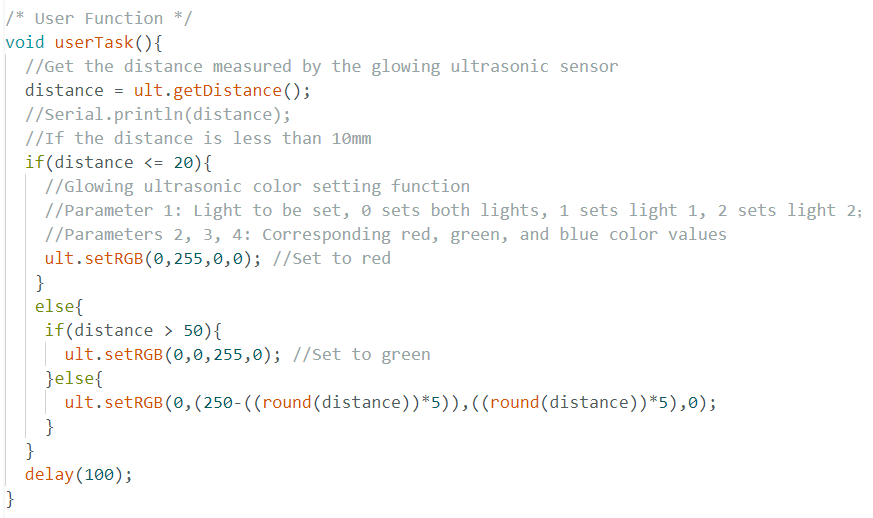 /* User Function */
void userTask(){
//Get the distance measured by the glowing ultrasonic sensor
distance = ult.getDistance();
//Serial.println(distance);
//If the distance is less than 10mm
if(distance <= 20){
//Glowing ultrasonic color setting function
//Parameter 1: Light to be set, 0 sets both lights, 1 sets light 1, 2 sets light 2;
//Parameters 2, 3, 4: Corresponding red, green, and blue color values
ult.setRGB(0,255,0,0); //Set to red
}
else{
if(distance > 50){
ult.setRGB(0,0,255,0); //Set to green
}else{
ult.setRGB(0,(250-((round(distance))*5)),((round(distance))*5),0);
}
}
delay(100);
}